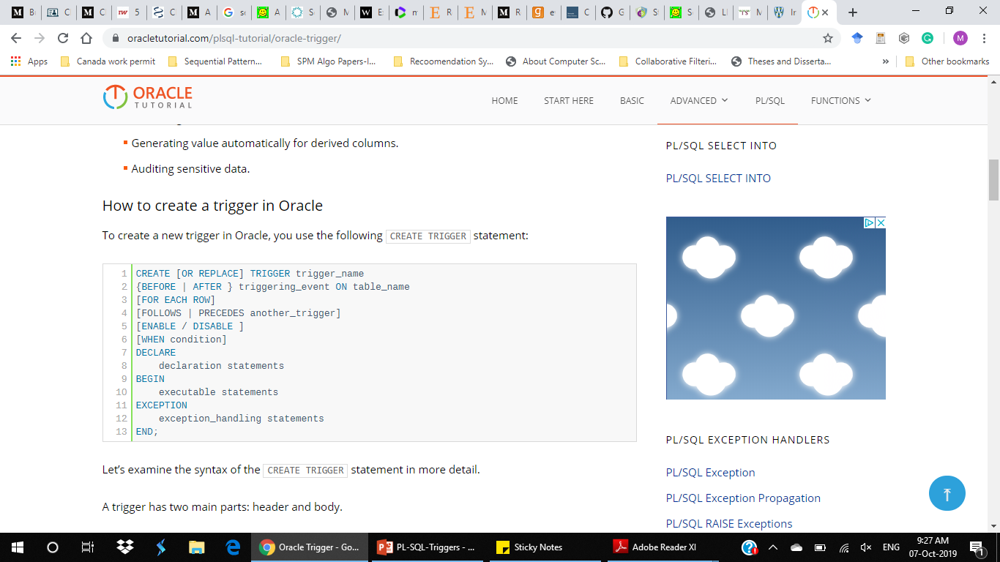 oracletutorial.com/plsql-tutorial/oracle-trigger/
M
Apps
Canada work permit
Sequential Pattern...
SPM Algo Papers-I...
Recoomendation Sy...
About Computer Sc...
Collaborative Filteri...
Theses and Disserta...
»
Other bookmarks
ORACLE
TUTORIAL
HOME
START HERE
BASIC
ADVANCED
PL/SQL
FUNCTIONS
Generating value automatically for derived columns.
Auditing sensitive data.
How to create a trigger in Oracle
To create a new trigger in Oracle, you use the following CREATE TRIGGER statement:
1 CREATE [OR REPLACE] TRIGGER trigger_name
2 {BEFORE | AFTER } triggering_event ON table_name
3 [FOR EACH ROW]
4 [FOLLOWS | PRECEDES another_trigger]
5 [ENABLE / DISABLE ]
6 [WHEN condition]
7 DECLARE
8     declaration statements
9 BEGIN
10     executable statements
11 EXCEPTION
12     exception_handling statements
13 END;
Let’s examine the syntax of the CREATE TRIGGER statement in more detail.
A trigger has two main parts: header and body.
PL/SQL SELECT INTO
PL/SQL SELECT INTO
PL/SQL EXCEPTION HANDLERS
PL/SQL Exception
PL/SQL Exception Propagation
PL/SQL RAISE Exceptions
Oracle Trigger - Go...
PL-SQL-Triggers - ...
Sticky Notes
Adobe Reader XI
ENG
9:27 AM
07-Oct-2019
1